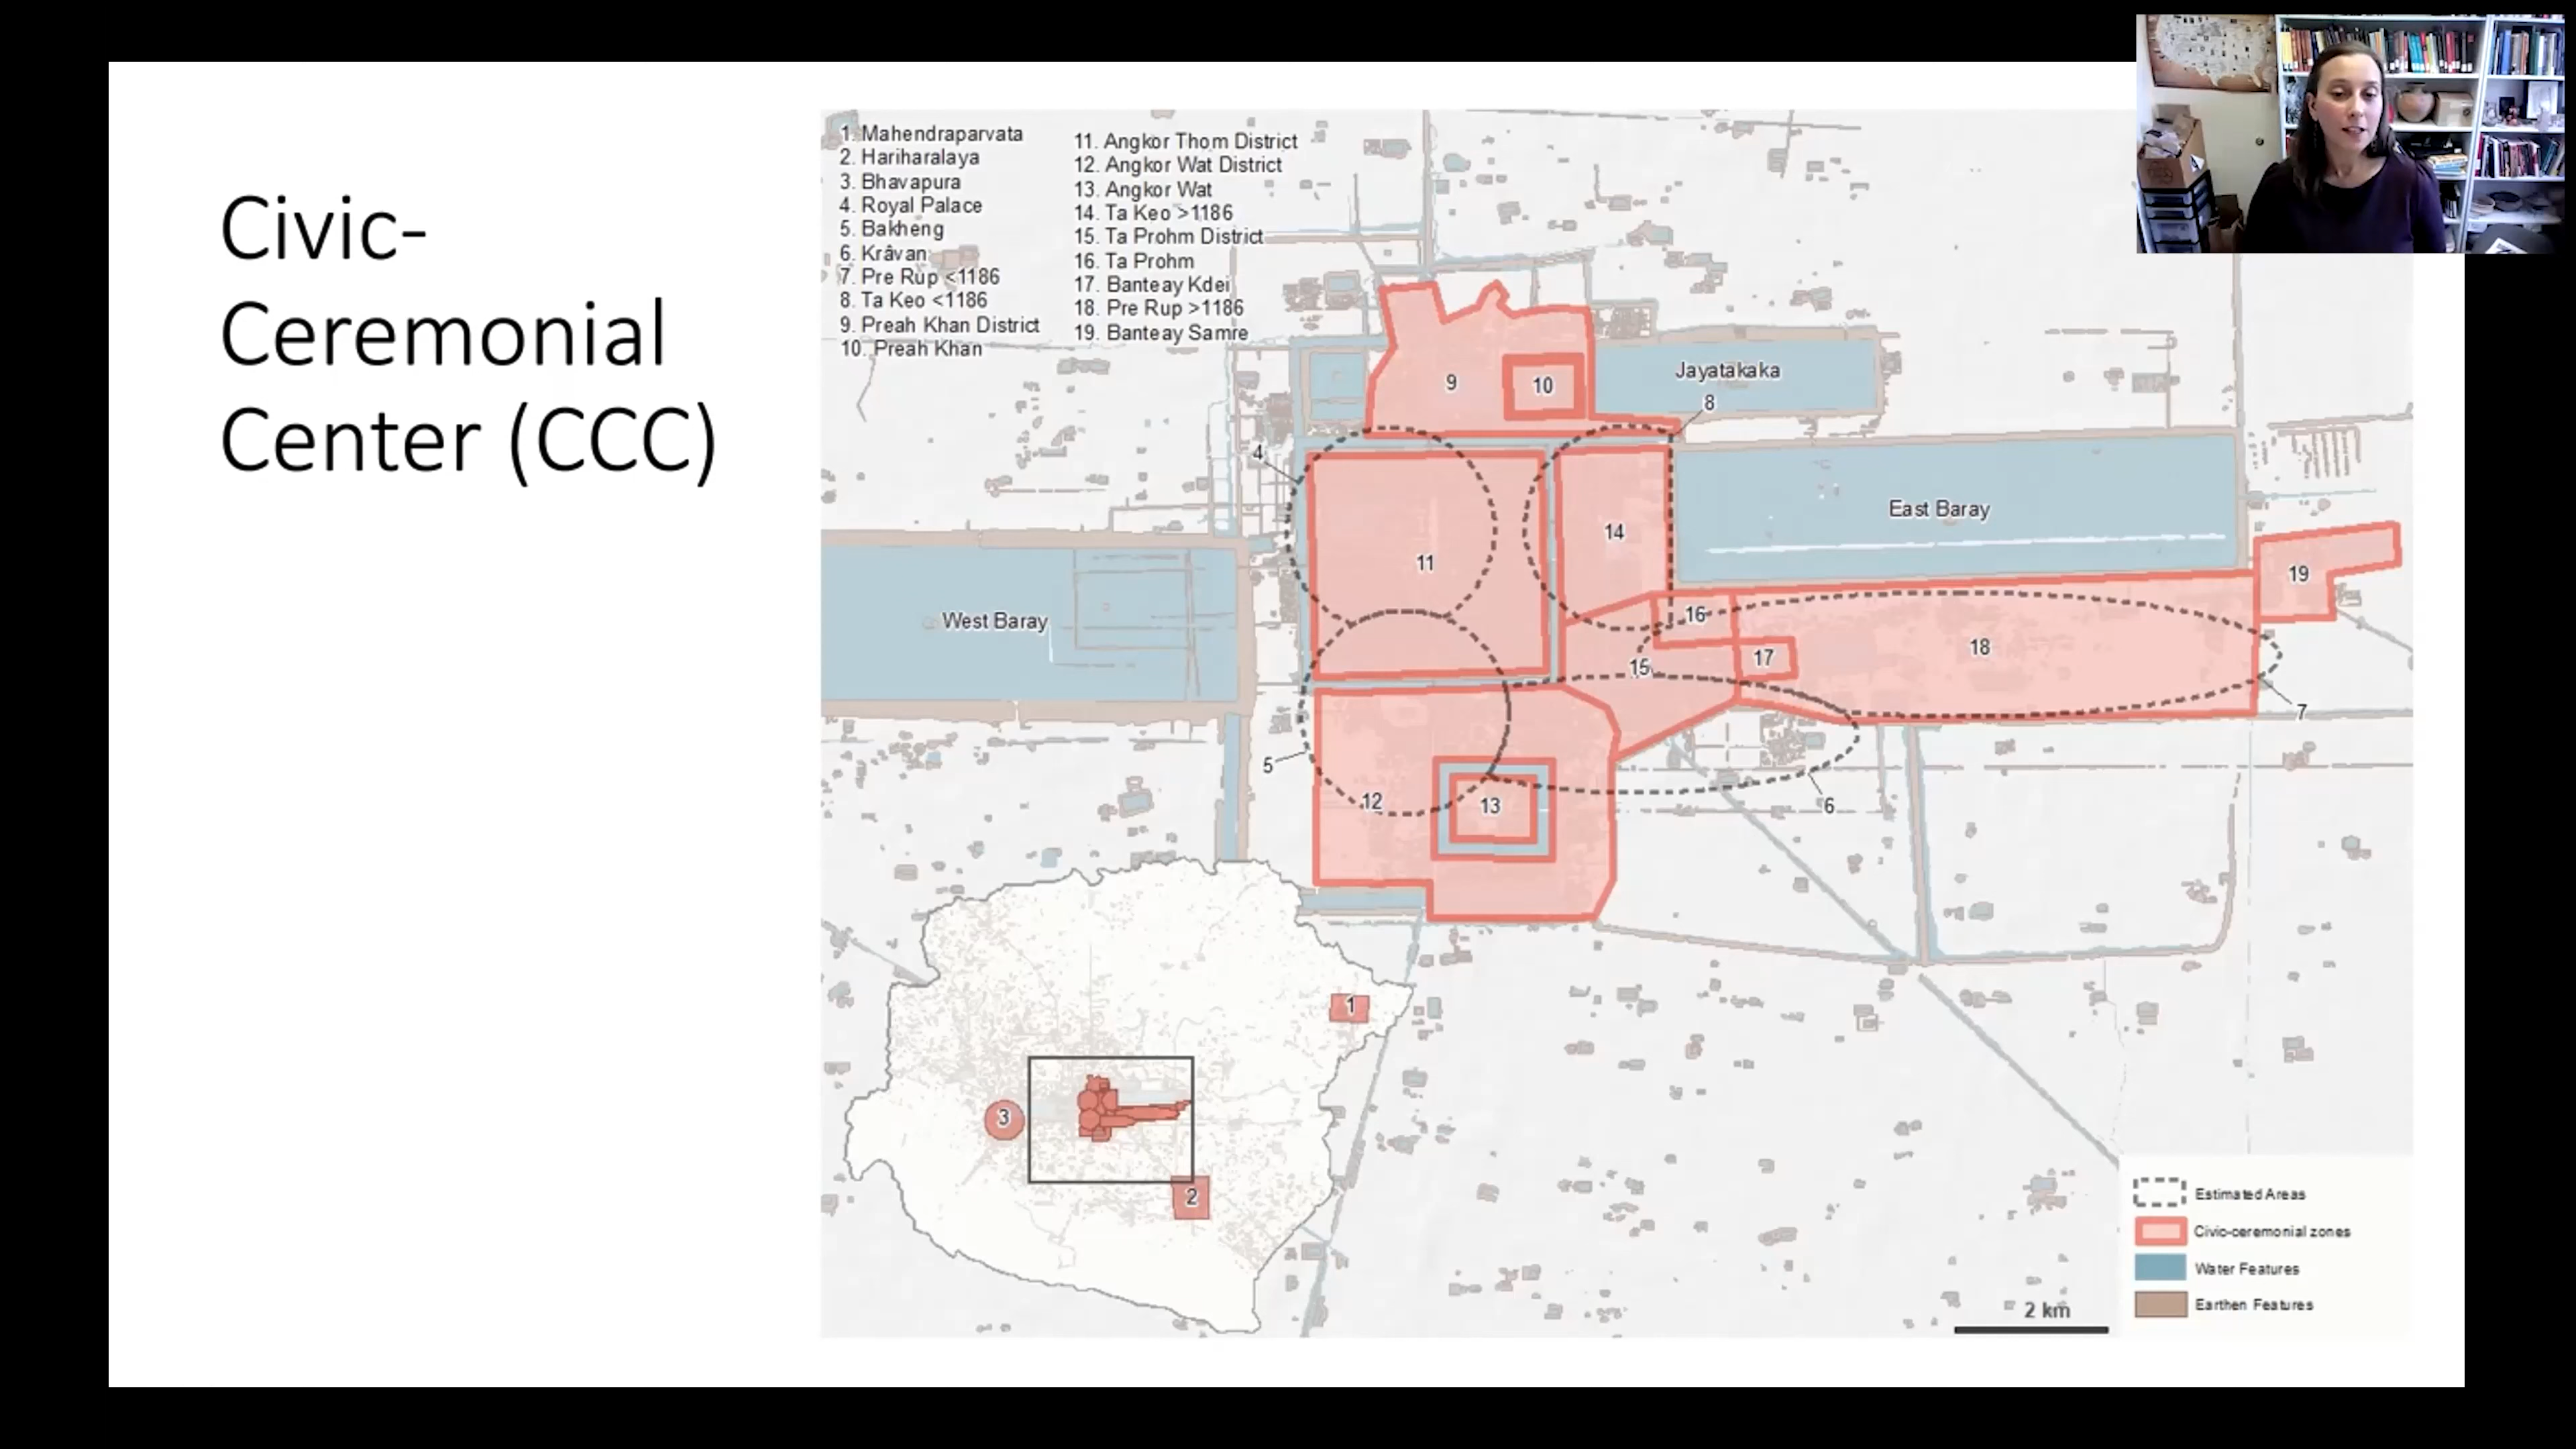 Civic-
Ceremonial
Center (CCC)
1. Mahendraparvata
2. Hariharalaya
3. Bhavapura
4. Royal Palace
5. Bakheng
6. Krâvan
7. Pre Rup <1186
8. Ta Keo <1186
9. Preah Khan District
10. Preah Khan
11. Angkor Thom District
12. Angkor Wat District
13. Angkor Wat
14. Ta Keo >1186
15. Ta Prohm District
16. Ta Prohm
17. Banteay Kdei
18. Pre Rup >1186
19. Banteay Samre
Jayatakaka
9
10
8
4
East Baray
14
11
19
West Baray
16
18
17
15
7
5
12
13
6
1
3
2
Estimated Areas
Civic-ceremonial zones
Water Features
Earthen Features
2 km